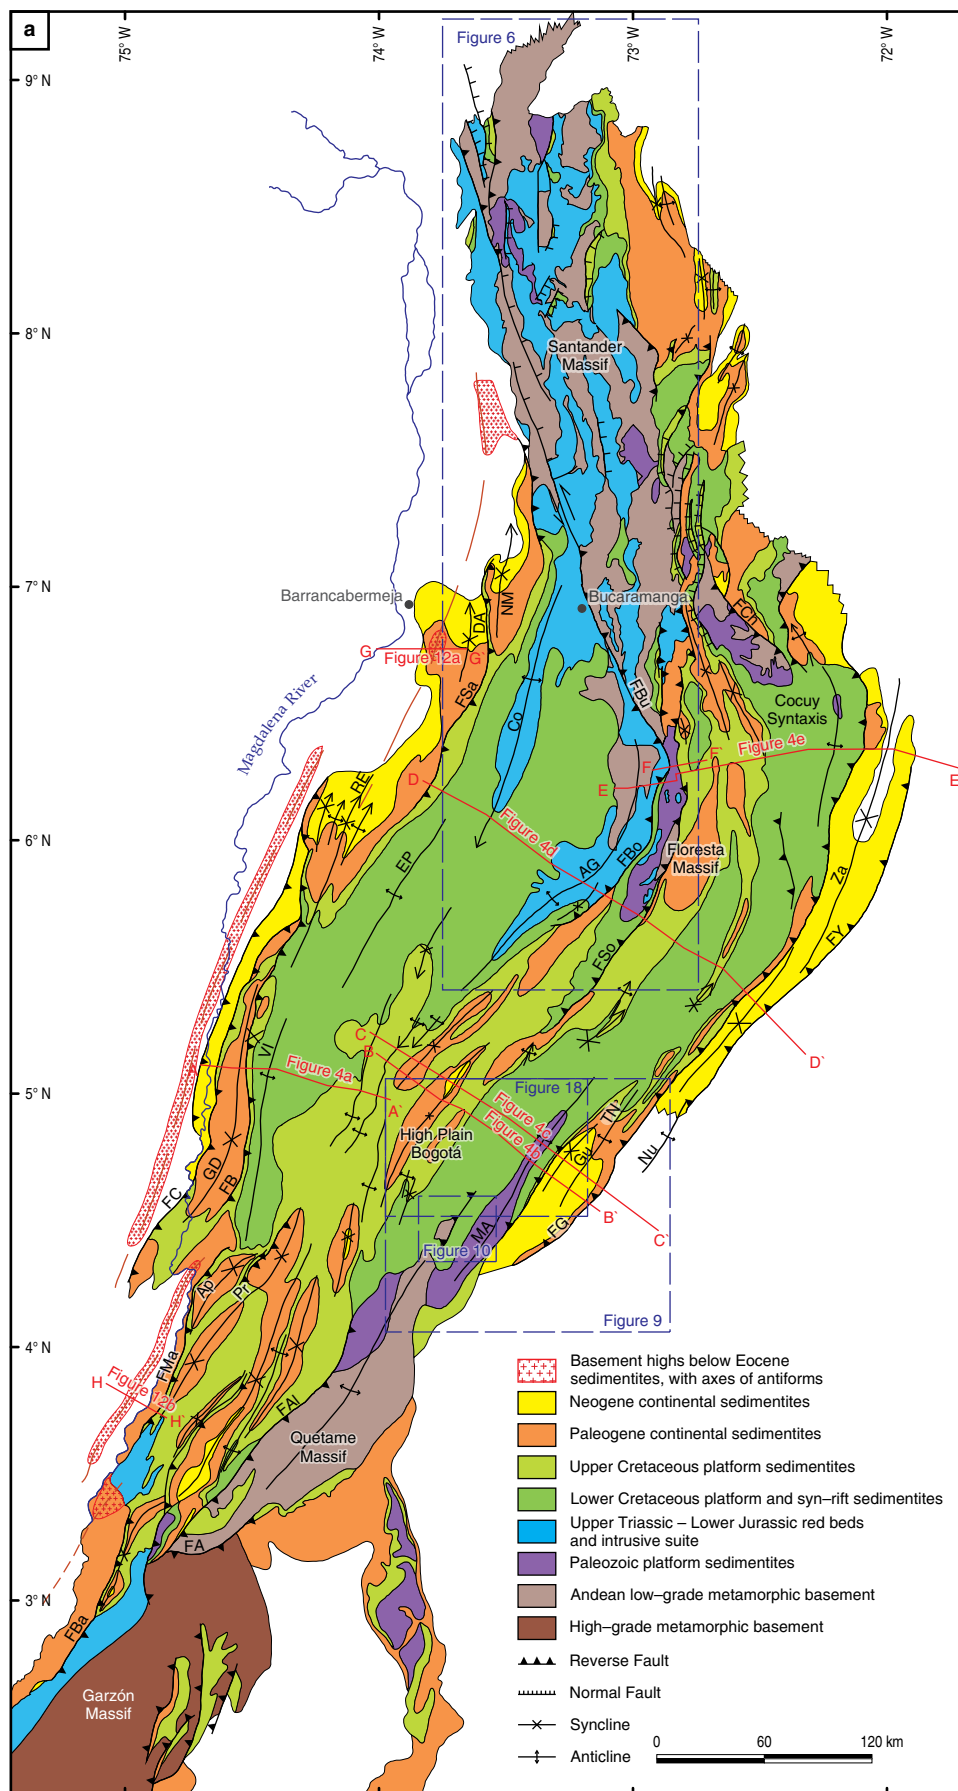 a
75° W
74° W
73° W
72° W
Figure 6
9° N
8° N
Santander
Massif
7° N
Barrancabermeja
Bucaramanga
NM
DA
FCh
G
Figure 12a
G`
FSa
FBu
Cocuy
Syntaxis
Magdalena River
Co
F
F`
Figure 4e
E
E`
D
RE
6° N
Figure 4d
EP
AG
FBo
Floresta
Massif
Za
FY
FSo
VI
C
B
D`
A
Figure 4a
A`
5° N
Figure 18
Figure 4c
Figure 4b
TN
High Plain
Bogotá
Gu
Nu
GD
FB
FC
B`
C`
MA
FG
Figure 10
Ap
Pr
Figure 9
4° N
FMa
H
Figure 12b
H`
FAl
Quetame
Massif
FA
3° N
FBa
Garzón
Massif
Basement highs below Eocene
sedimentites, with axes of antiforms
Neogene continental sedimentites
Paleogene continental sedimentites
Upper Cretaceous platform sedimentites
Lower Cretaceous platform and syn–rift sedimentites
Upper Triassic – Lower Jurassic red beds
and intrusive suite
Paleozoic platform sedimentites
Andean low–grade metamorphic basement
High–grade metamorphic basement
Reverse Fault
Normal Fault
Syncline
Anticline
0
60
120 km